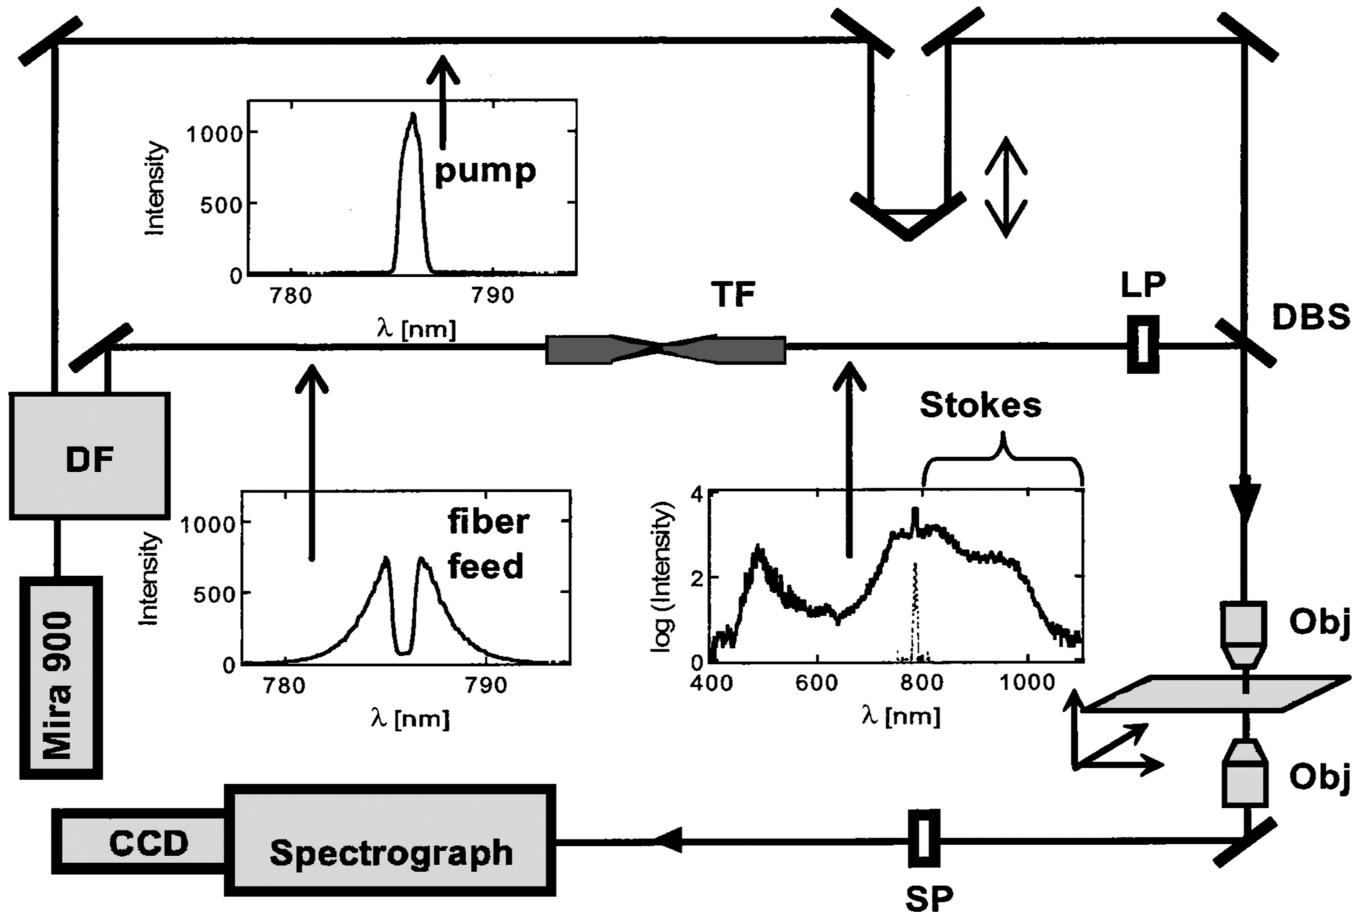 1000
500
0
Intensity
780
790
λ [nm]
pump
TF
LP
DBS
DF
Mira 900
1000
500
0
Intensity
780
790
λ [nm]
fiber
feed
Stokes
4
2
0
log (Intensity)
400
600
800
1000
λ [nm]
Obj
Obj
CCD
Spectrograph
SP